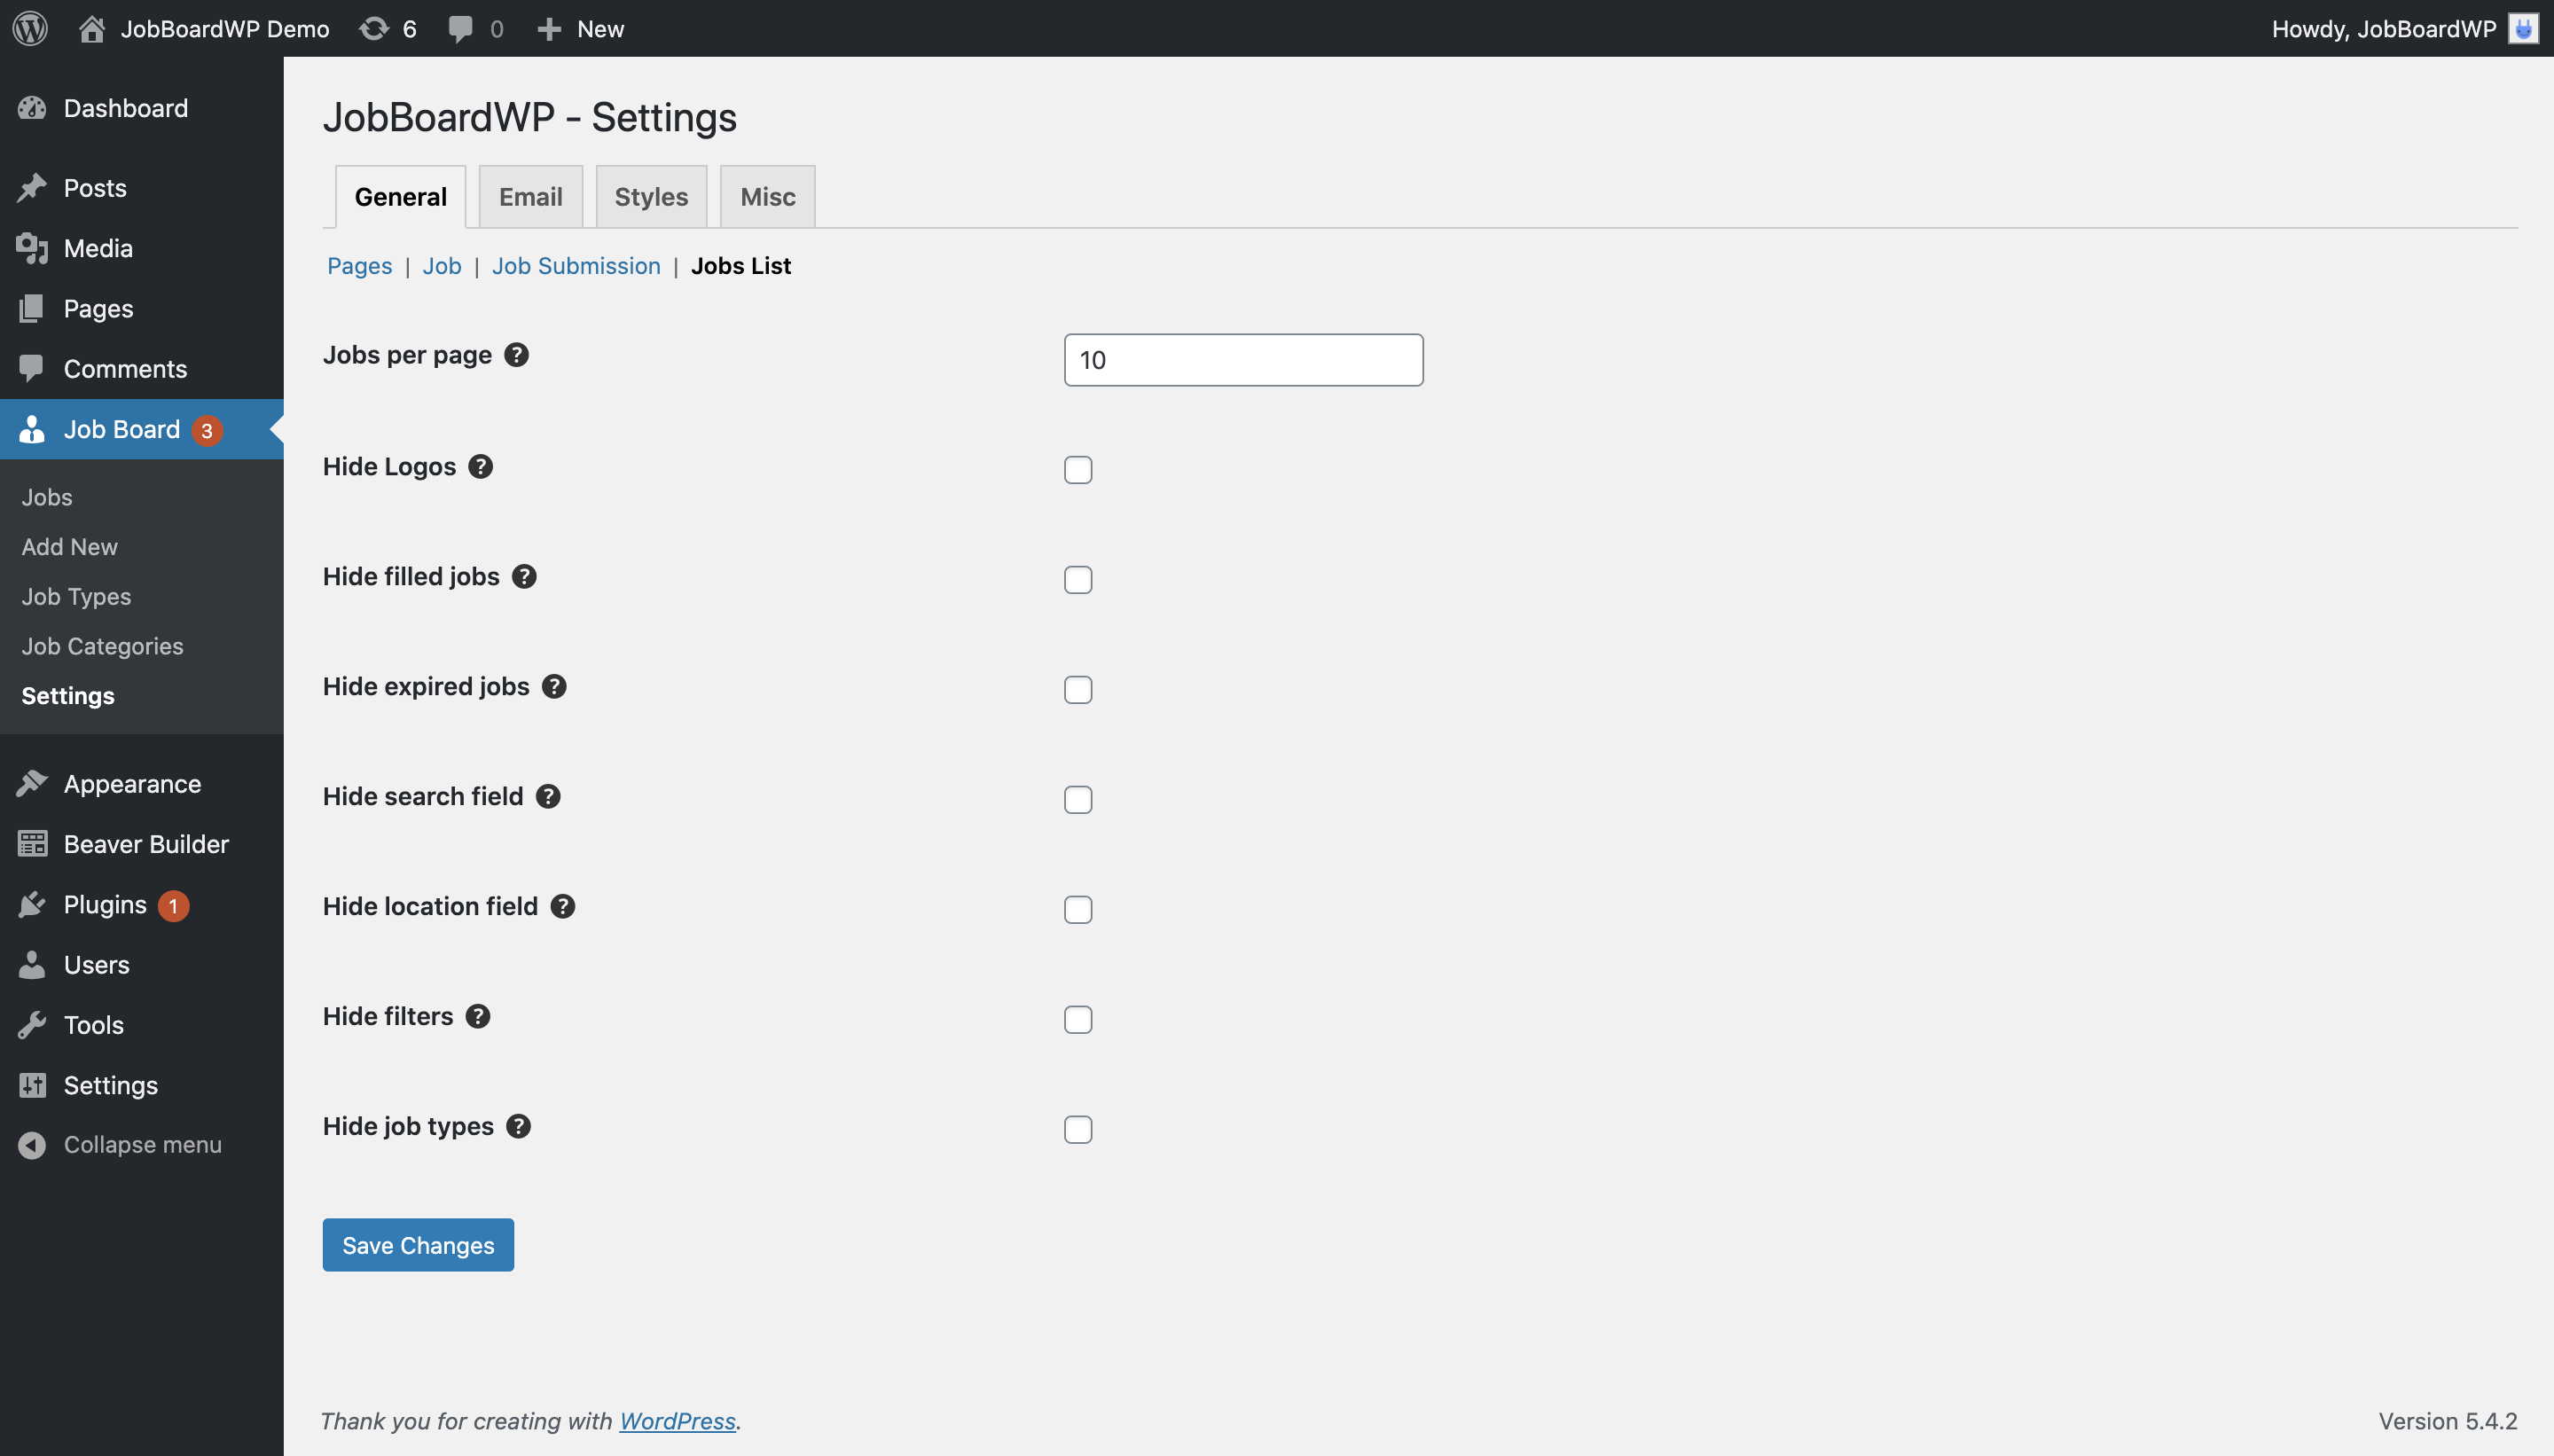 JobBoardWP Demo 6 0 New Howdy, JobBoardWP
Dashboard
Posts
Media
Pages
Comments
Job Board 3
Jobs
Add New
Job Types
Job Categories
Settings
Appearance
Beaver Builder
Plugins 1
Users
Tools
Settings
Collapse menu
JobBoardWP - Settings
General Email Styles Misc
Pages | Job | Job Submission | Jobs List
Jobs per page ? 10
Hide Logos ?
Hide filled jobs ?
Hide expired jobs ?
Hide search field ?
Hide location field ?
Hide filters ?
Hide job types ?
Save Changes
Thank you for creating with WordPress. Version 5.4.2